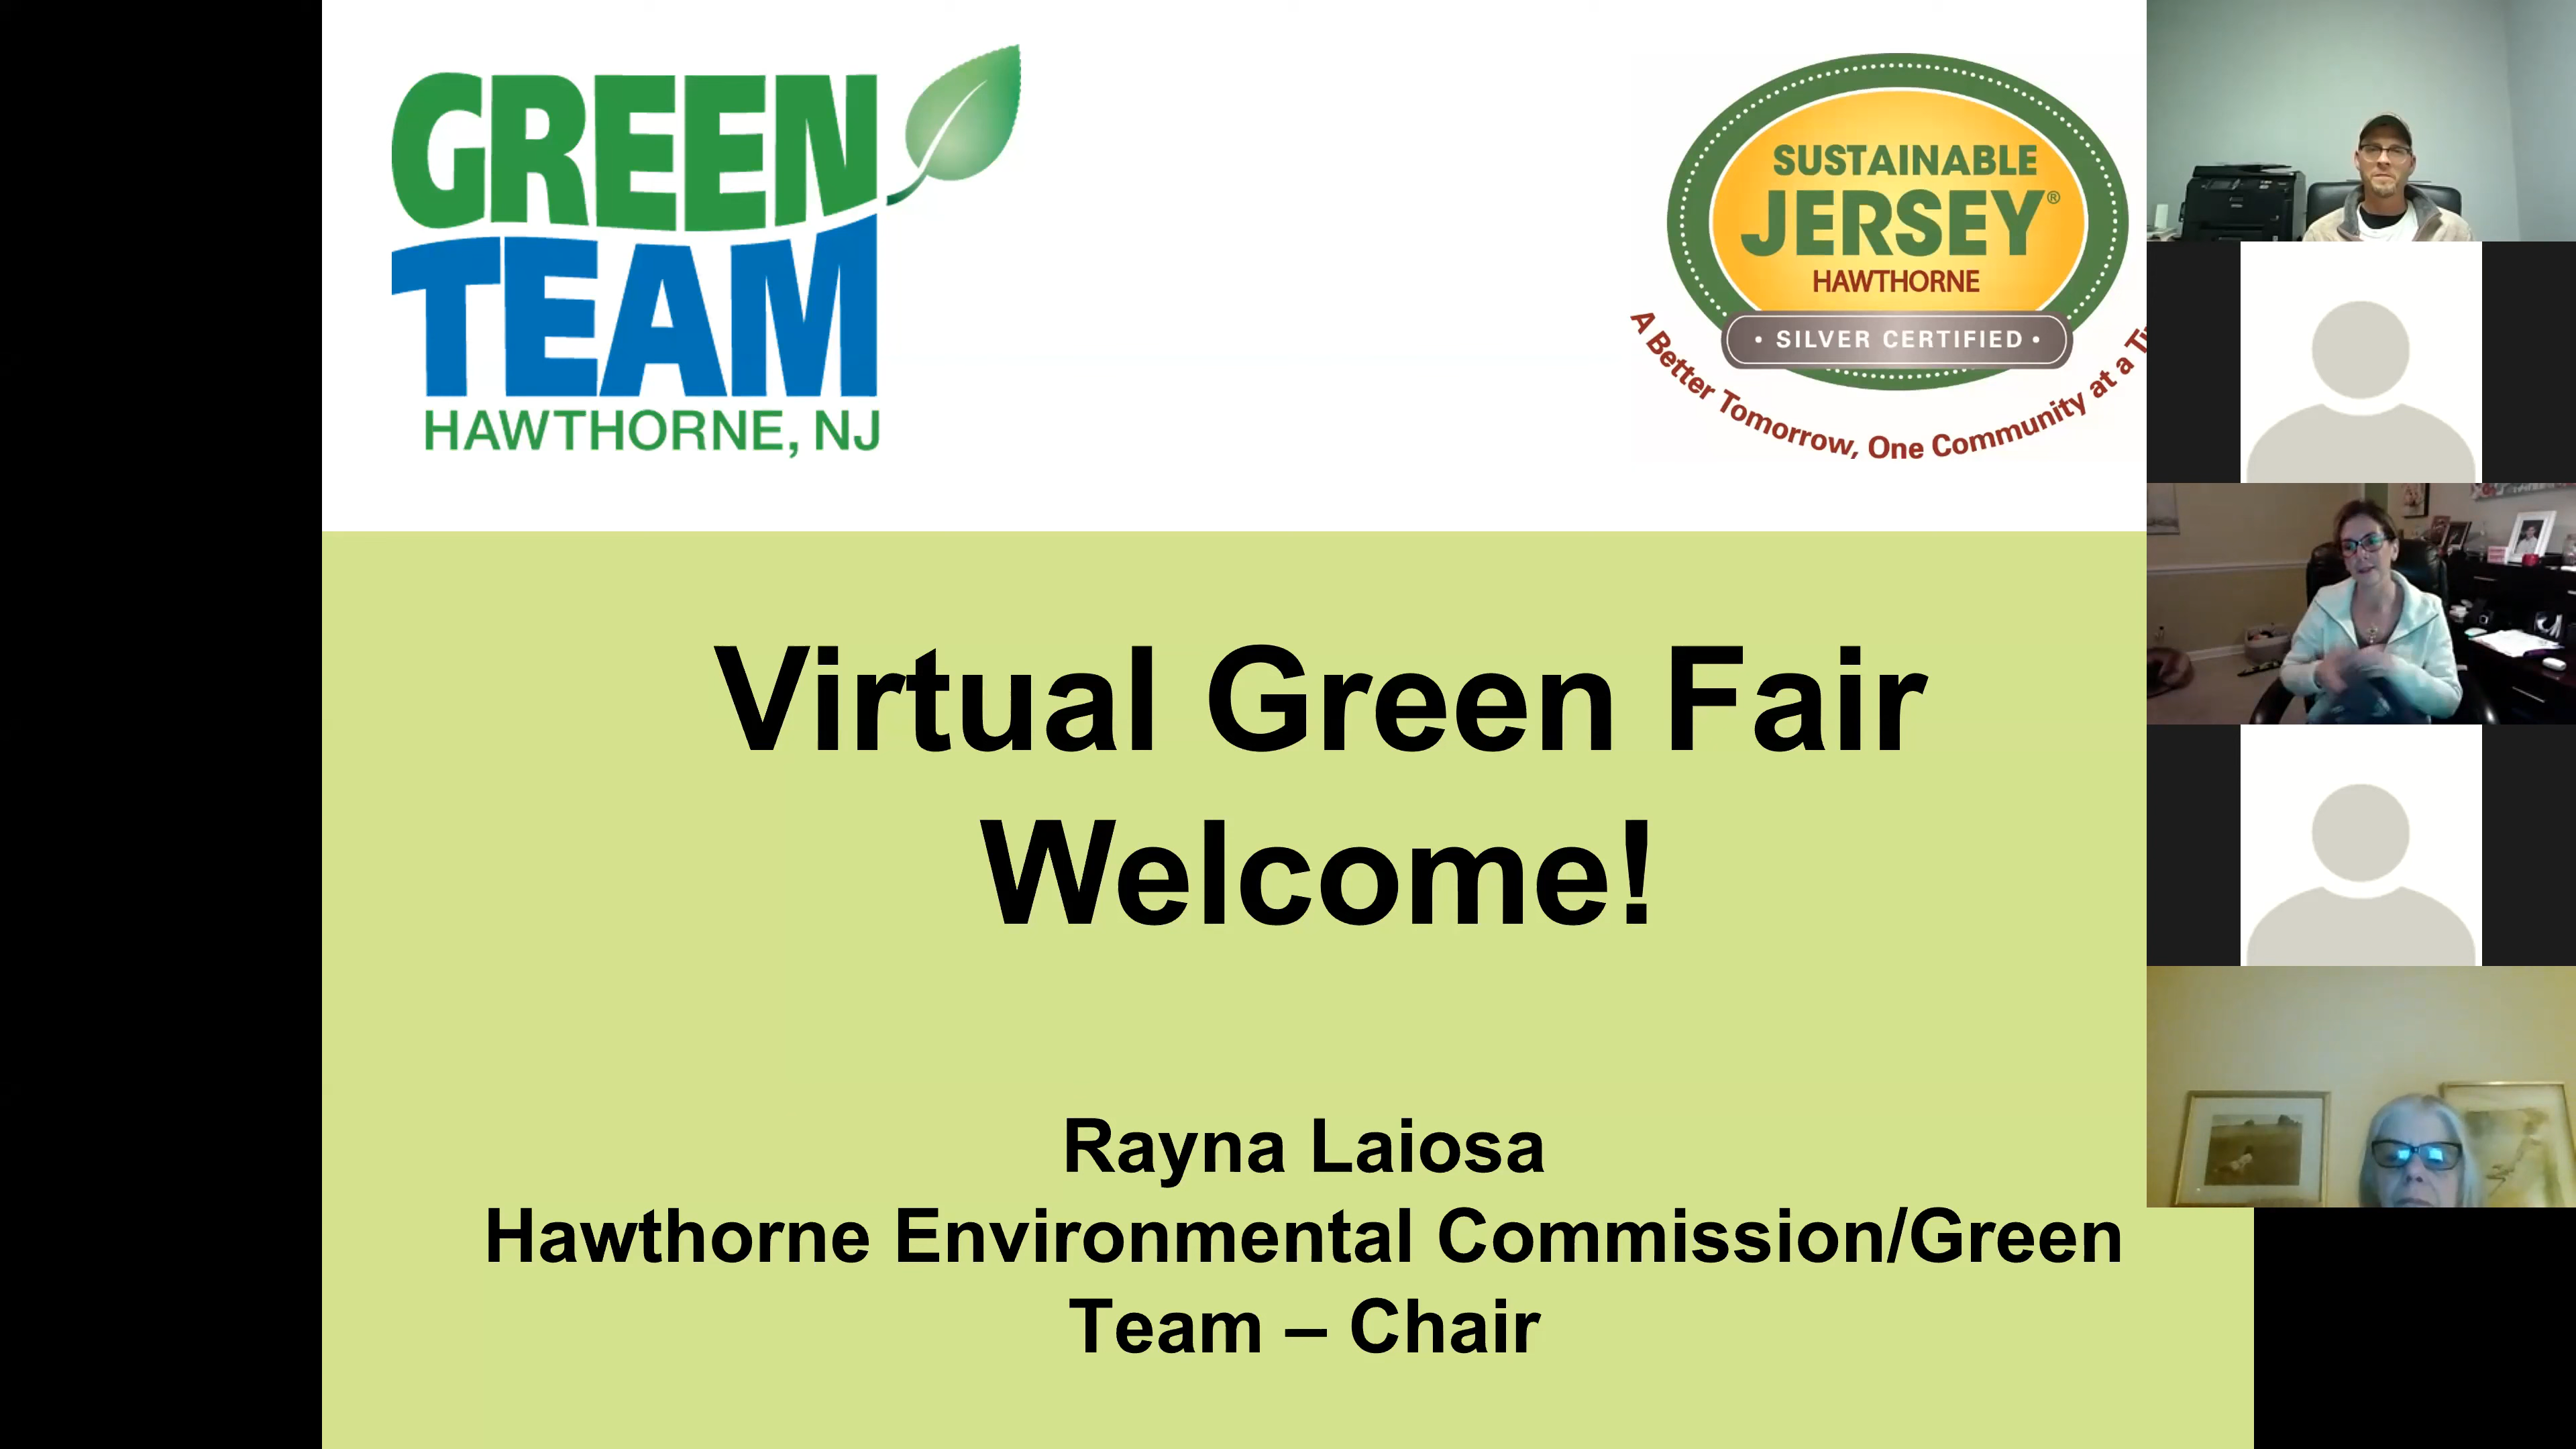 GREEN
TEAM
HAWTHORNE, NJ
SUSTAINABLE
JERSEY®
HAWTHORNE
• SILVER CERTIFIED •
A Better Tomorrow, One Community at a
Virtual Green Fair
Welcome!
Rayna Laiosa
Hawthorne Environmental Commission/Green
Team – Chair